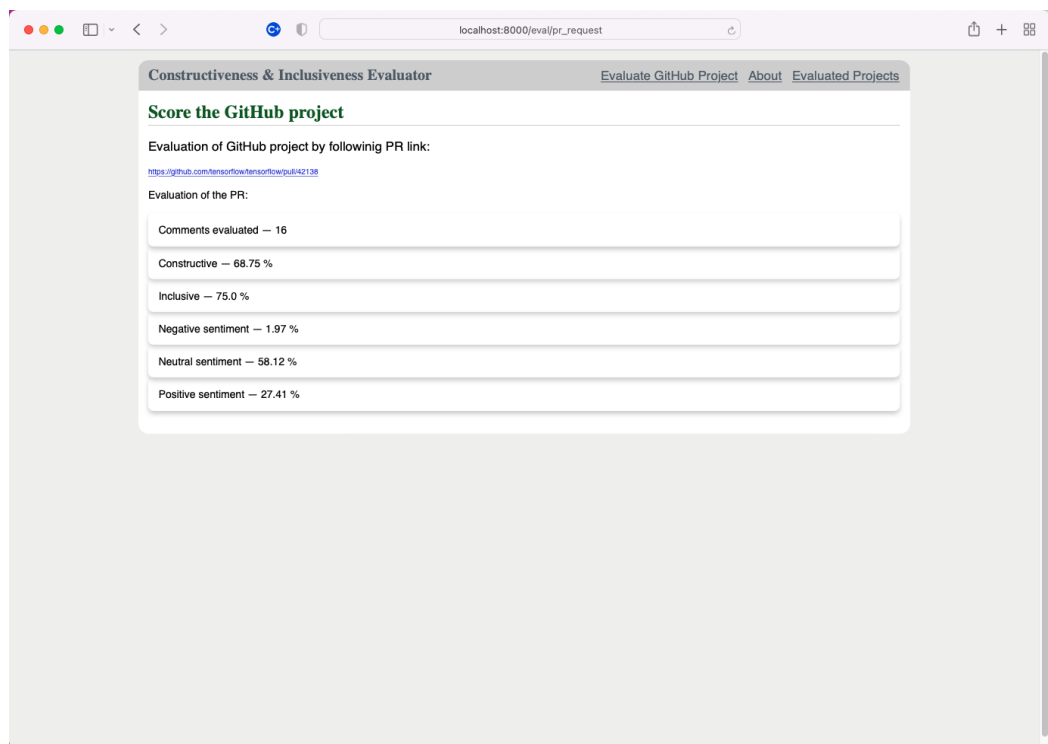 localhost:8000/eval/pr_request
Constructiveness & Inclusiveness Evaluator
Evaluate GitHub Project About Evaluated Projects
Score the GitHub project
Evaluation of GitHub project by followinig PR link:
https://github.com/tensorflow/tensorflow/pull/42138
Evaluation of the PR:
Comments evaluated — 16
Constructive — 68.75 %
Inclusive — 75.0 %
Negative sentiment — 1.97 %
Neutral sentiment — 58.12 %
Positive sentiment — 27.41 %